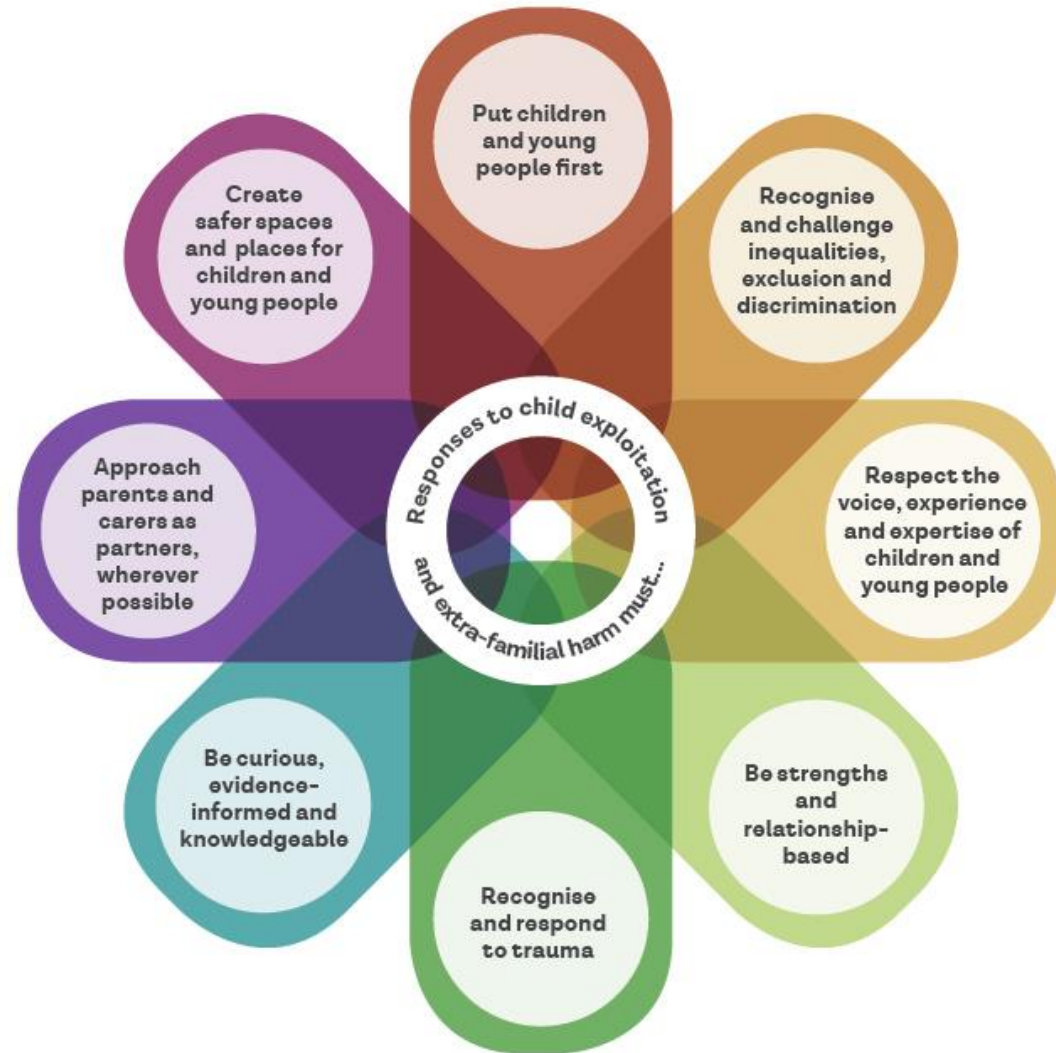 Put children
and young
people first
Recognise
and challenge
inequalities,
exclusion and
discrimination
Respect the
voice, experience
and expertise of
children and
young people
Be strengths
and
relationship-
based
Recognise
and respond
to trauma
Be curious,
evidence-
informed and
knowledgeable
Approach
parents and
carers as
partners,
wherever
possible
Create
safer spaces
and places for
children and
young people
Responses to child exploitation
and extra-familial harm must...